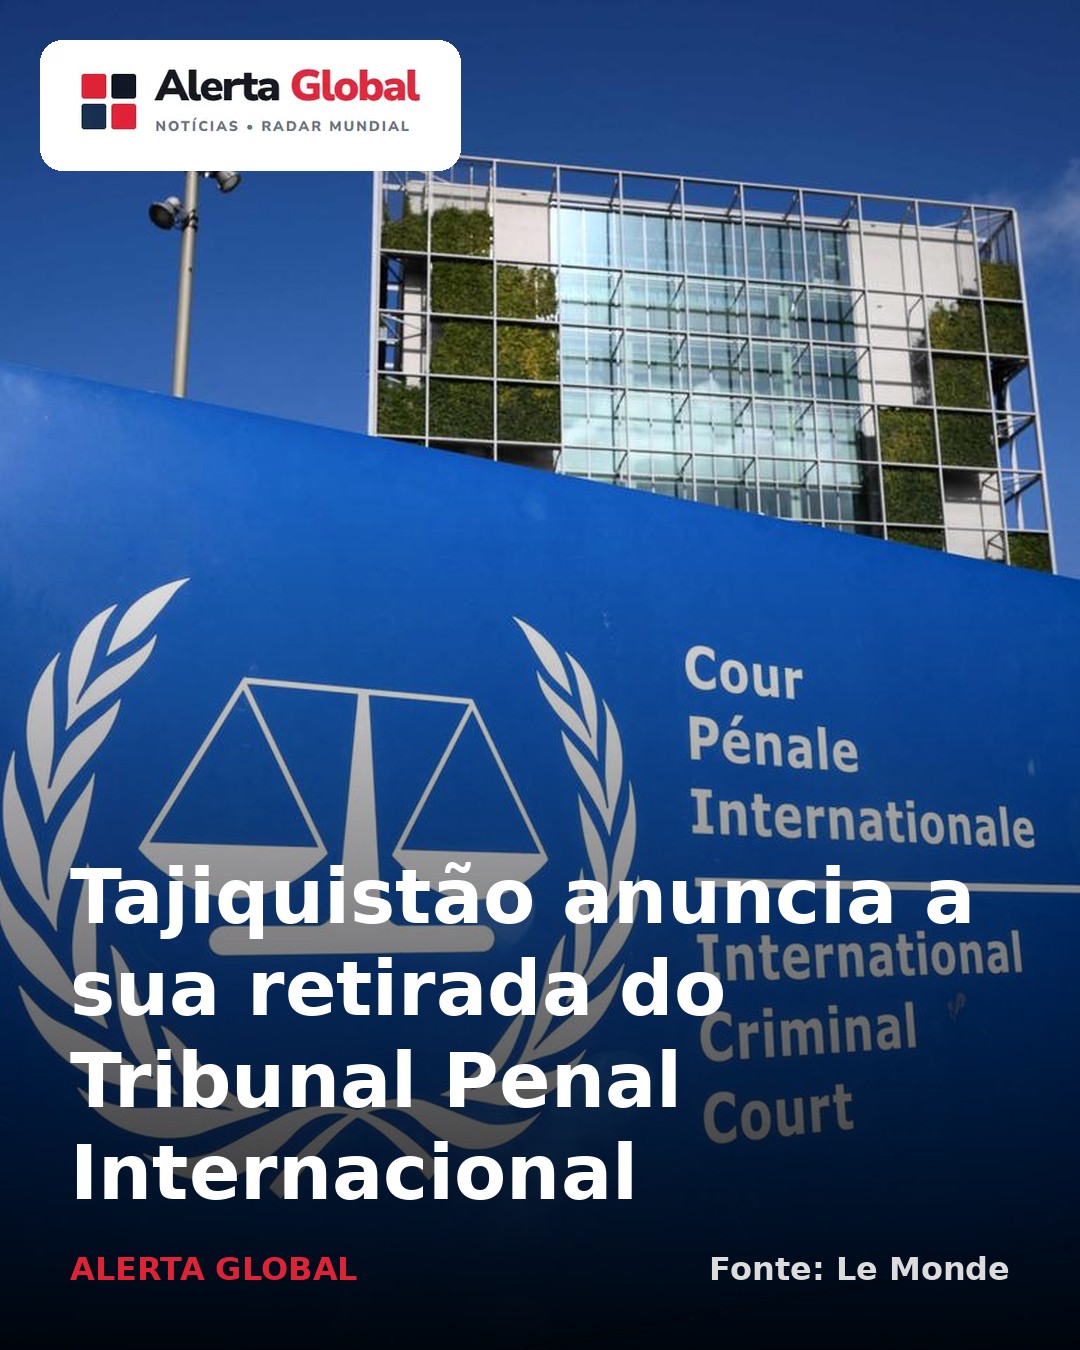 Alerta Global
NOTÍCIAS • RADAR MUNDIAL
Cour
Pénale
Internationale
International
Criminal
Court
Tajiquistão anuncia a
sua retirada do
Tribunal Penal
Internacional
ALERTA GLOBAL
Fonte: Le Monde